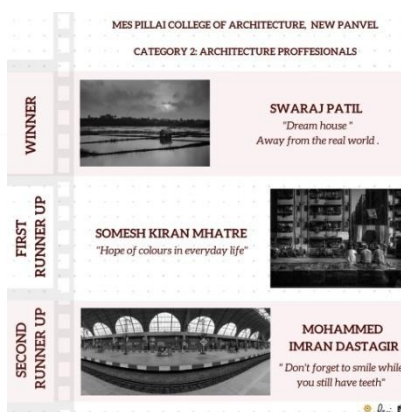 MES PILLAI COLLEGE OF ARCHITECTURE, NEW PANVEL
CATEGORY 2: ARCHITECTURE PROFFESIONALS
WINNER
SWARAJ PATIL
"Dream house "
Away from the real world .
FIRST
RUNNER UP
SOMESH KIRAN MHATRE
"Hope of colours in everyday life"
SECOND
RUNNER UP
MOHAMMED
IMRAN DASTAGIR
" Don't forget to smile while
you still have teeth"